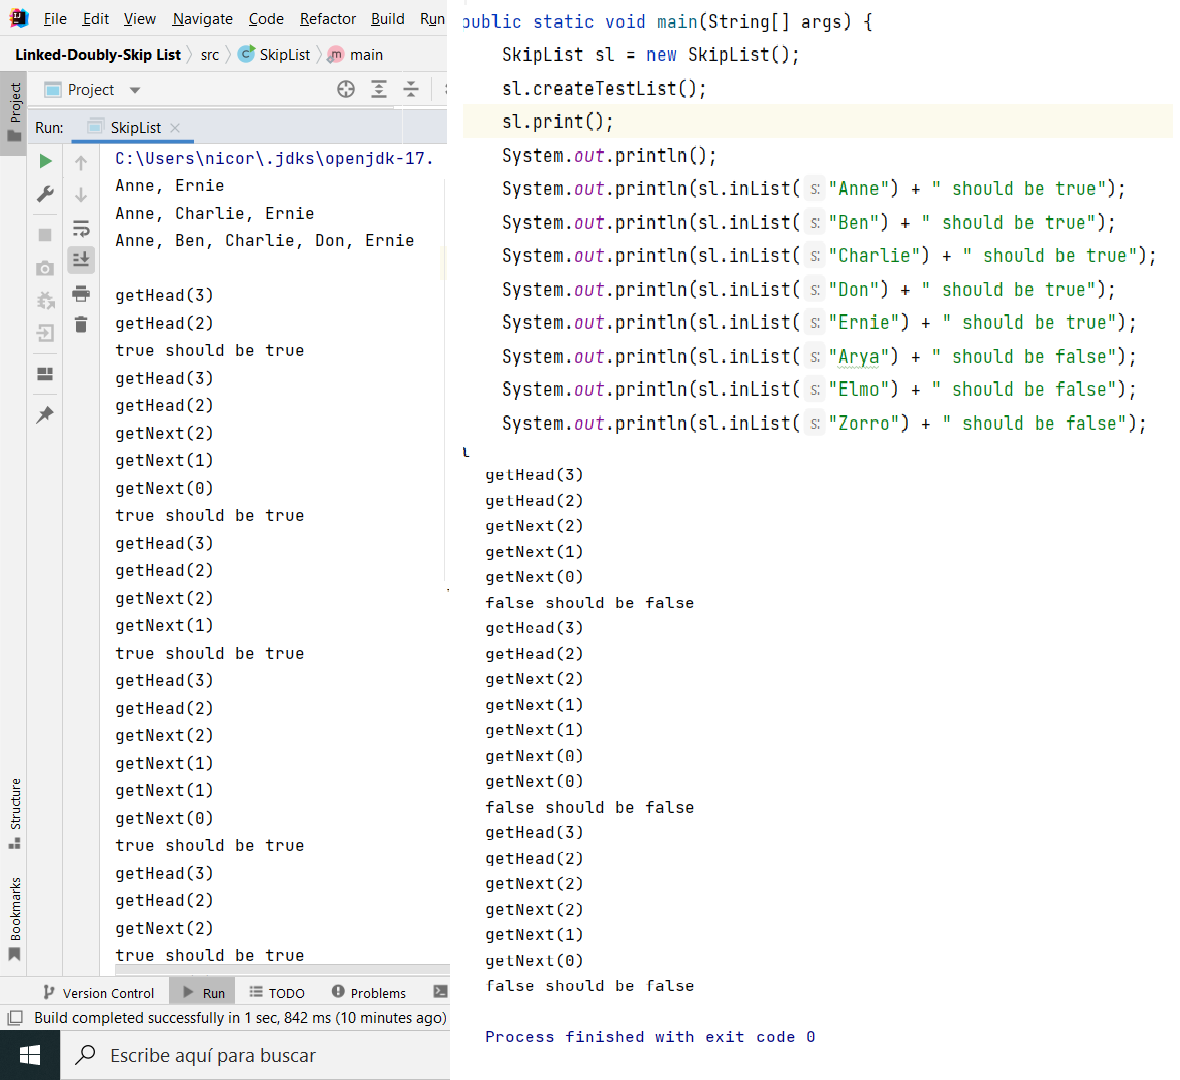 File Edit View Navigate Code Refactor Build Run
Linked-Doubly-Skip List src SkipList main
Project
Project
Run: SkipList
C:\Users\nicor\.jdks\openjdk-17.
Anne, Ernie
Anne, Charlie, Ernie
Anne, Ben, Charlie, Don, Ernie
getHead(3)
getHead(2)
true should be true
getHead(3)
getHead(2)
getNext(2)
getNext(1)
getNext(0)
true should be true
getHead(3)
getHead(2)
getNext(2)
getNext(1)
true should be true
getHead(3)
getHead(2)
getNext(2)
getNext(1)
getNext(1)
getNext(0)
true should be true
getHead(3)
getHead(2)
getNext(2)
true should be true
Structure
Bookmarks
Version Control Run TODO Problems
Build completed successfully in 1 sec, 842 ms (10 minutes ago)
Escribe aquí para buscar
public static void main(String[] args) {
SkipList sl = new SkipList();
sl.createTestList();
sl.print();
System.out.println();
System.out.println(sl.inList( s: "Anne") + " should be true");
System.out.println(sl.inList( s: "Ben") + " should be true");
System.out.println(sl.inList( s: "Charlie") + " should be true");
System.out.println(sl.inList( s: "Don") + " should be true");
System.out.println(sl.inList( s: "Ernie") + " should be true");
System.out.println(sl.inList( s: "Arya") + " should be false");
System.out.println(sl.inList( s: "Elmo") + " should be false");
System.out.println(sl.inList( s: "Zorro") + " should be false");
getHead(3)
getHead(2)
getNext(2)
getNext(1)
getNext(0)
false should be false
getHead(3)
getHead(2)
getNext(2)
getNext(1)
getNext(1)
getNext(0)
getNext(0)
false should be false
getHead(3)
getHead(2)
getNext(2)
getNext(2)
getNext(1)
getNext(0)
false should be false
Process finished with exit code 0